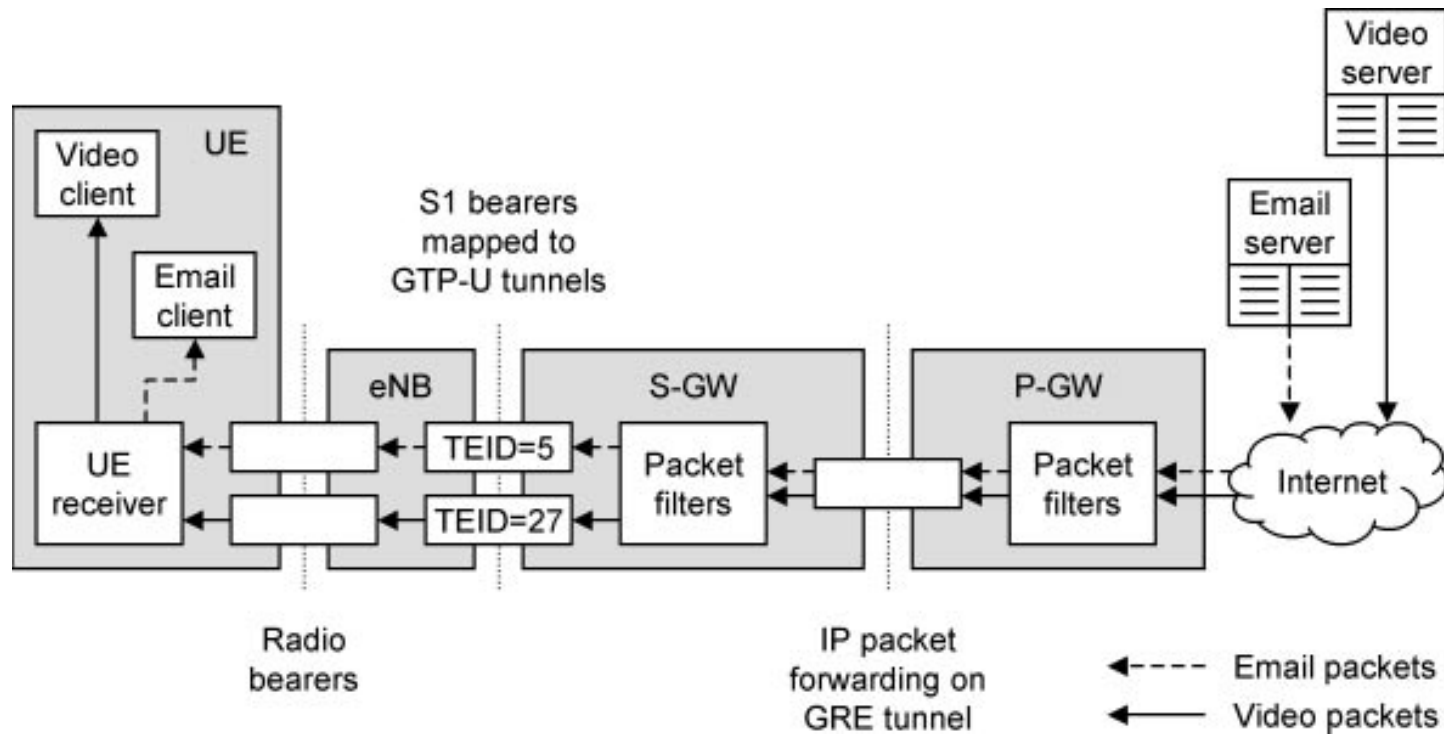 Video
server
UE
Video
client
Email
server
S1 bearers
mapped to
GTP-U tunnels
Email
client
eNB
S-GW
P-GW
UE
receiver
TEID=5
TEID=27
Packet
filters
Packet
filters
Internet
Radio
bearers
IP packet
forwarding on
GRE tunnel
Email packets
Video packets